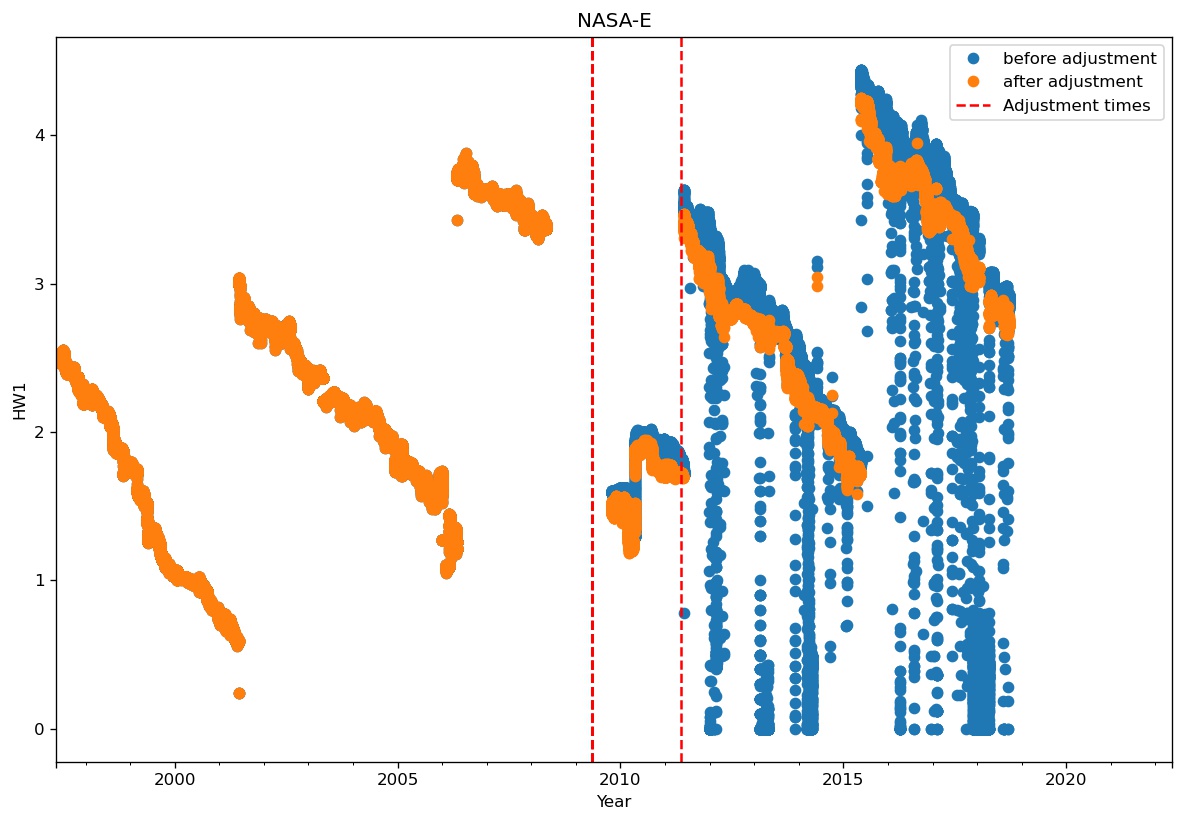 NASA-E
before adjustment
after adjustment
Adjustment times
HW1
4
3
2
1
0
2000 2005 2010 2015 2020
Year